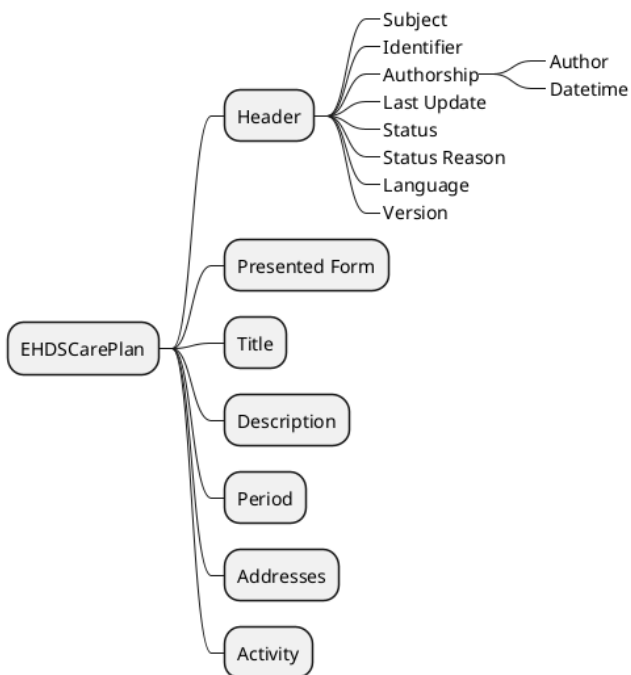 EHDSCarePlan
Header
Subject
Identifier
Authorship
Author
Datetime
Last Update
Status
Status Reason
Language
Version
Presented Form
Title
Description
Period
Addresses
Activity